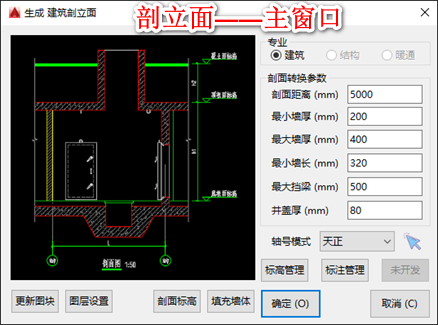 生成 建筑剖立面
剖立面——主窗口
专业
建筑
结构
暖通
剖面转换参数
剖面距离 (mm) 5000
最小墙厚 (mm) 200
最大墙厚 (mm) 400
最小墙长 (mm) 320
最大挡梁 (mm) 500
井盖厚 (mm) 80
轴号模式 天正
标高管理 标注管理 未开发
h2
h1
L
剖面图 1:50
更新图块 图层设置 剖面标高 填充墙体 确定 (O) 取消 (C)